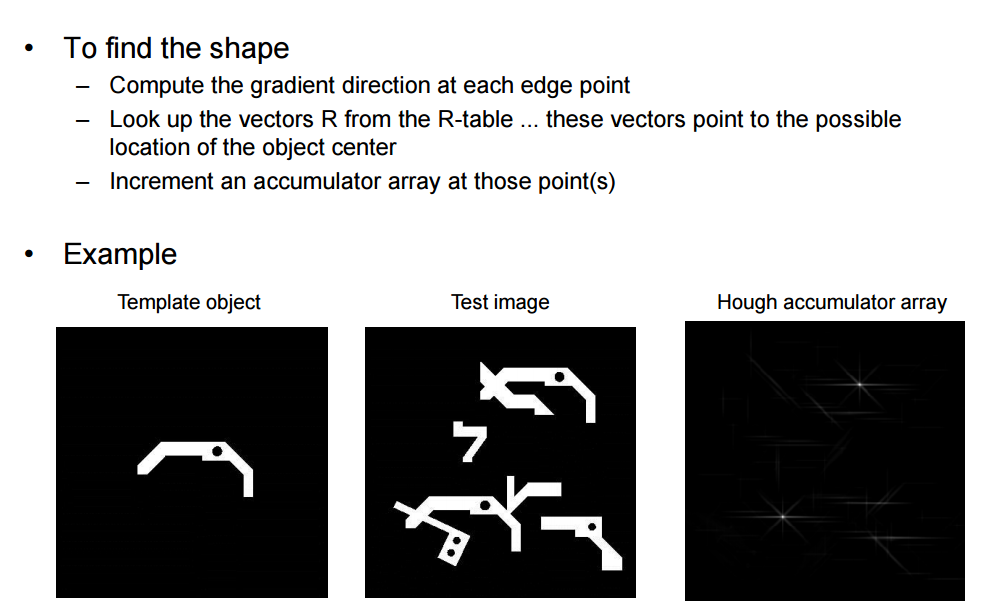 • To find the shape
– Compute the gradient direction at each edge point
– Look up the vectors R from the R-table ... these vectors point to the possible
location of the object center
– Increment an accumulator array at those point(s)
• Example
Template object
Test image
Hough accumulator array